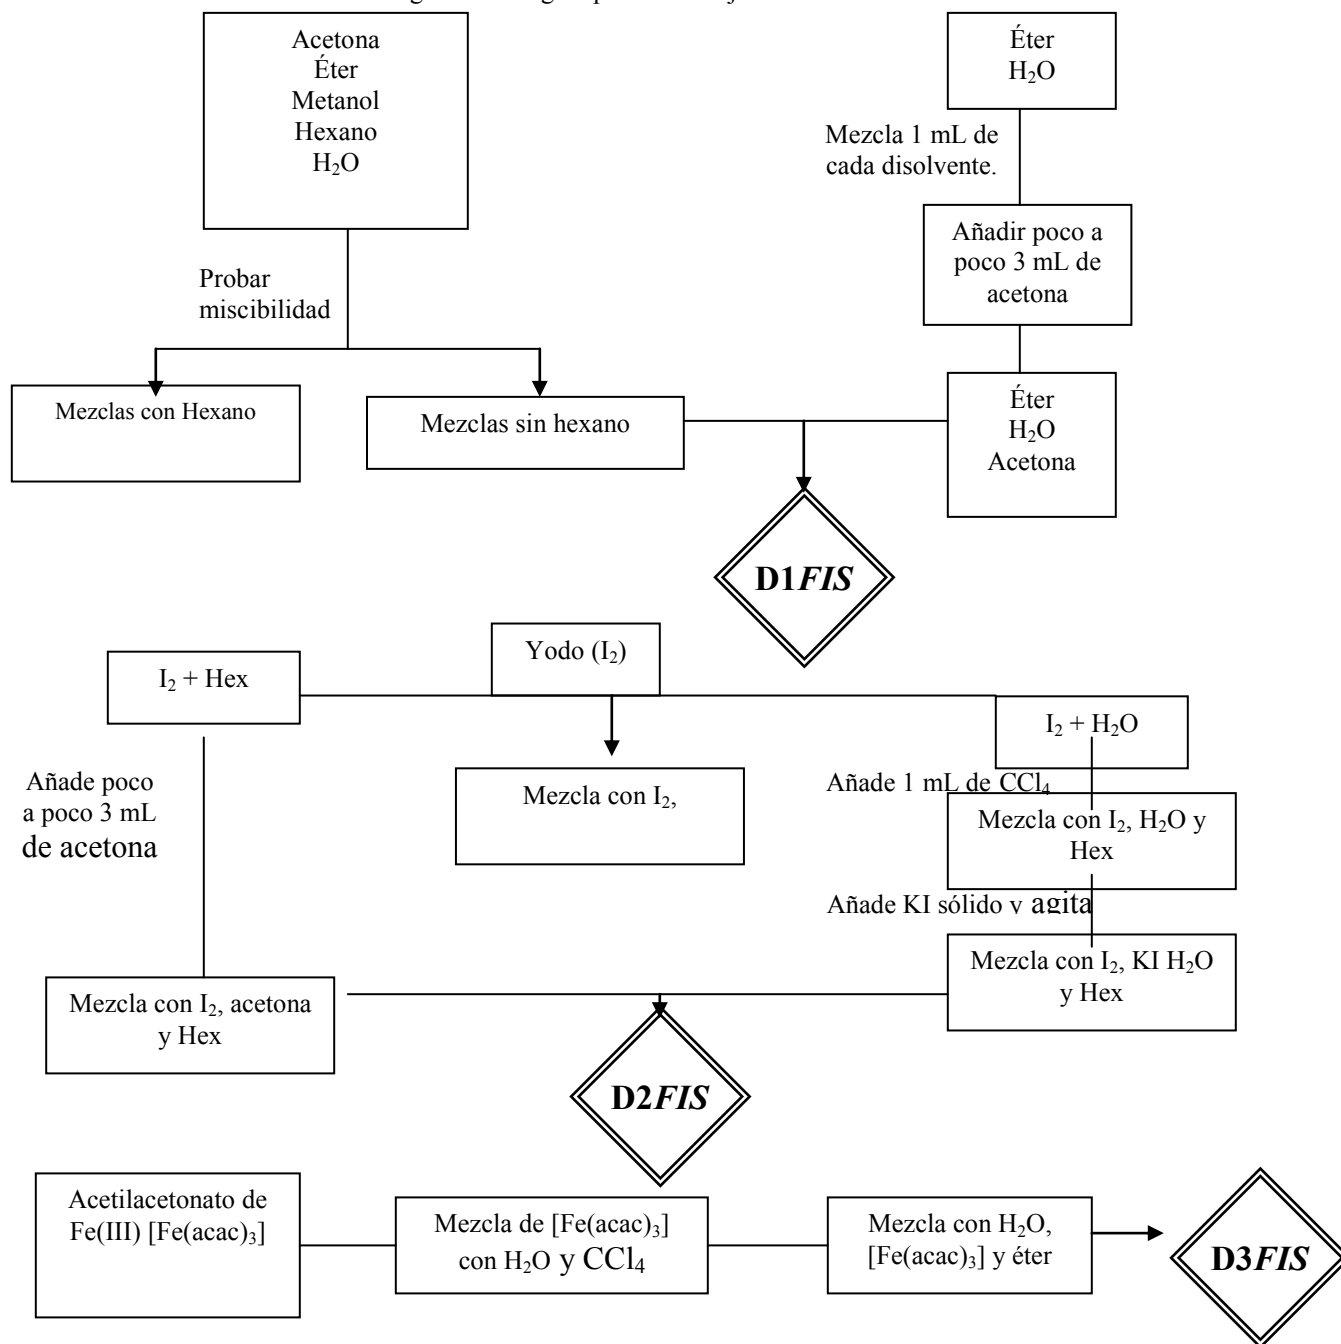 Acetona
Éter
Metanol
Hexano
H₂O
Éter
H₂O
Mezcla 1 mL de
cada disolvente.
Añadir poco a
poco 3 mL de
acetona
Probar
miscibilidad
Mezclas con Hexano
Mezclas sin hexano
Éter
H₂O
Acetona
D1FIS
Yodo (I₂)
I₂ + Hex
I₂ + H₂O
Añade poco
a poco 3 mL
de acetona
Mezcla con I₂,
Añade 1 mL de CCl₄
Mezcla con I₂, H₂O y
Hex
Añade KI sólido y agita
Mezcla con I₂, KI H₂O
y Hex
Mezcla con I₂, acetona
y Hex
D2FIS
Acetilacetonato de
Fe(III) [Fe(acac)₃]
Mezcla de [Fe(acac)₃]
con H₂O y CCl₄
Mezcla con H₂O,
[Fe(acac)₃] y éter
D3FIS